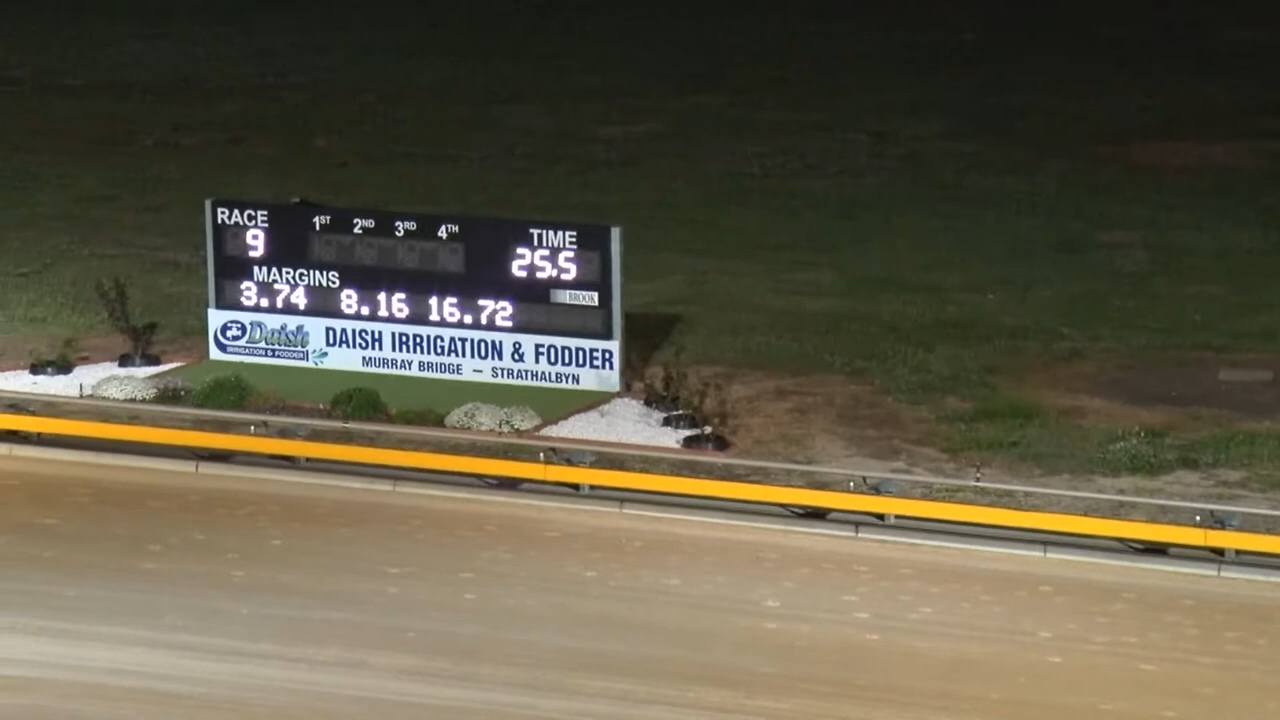 RACE 1ST 2ND 3RD 4TH TIME
9 25.5
MARGINS
BROOK
3.74 8.16 16.72
Daish
IRRIGATION & FODDER
DAISH IRRIGATION & FODDER
MURRAY BRIDGE — STRATHALBYN